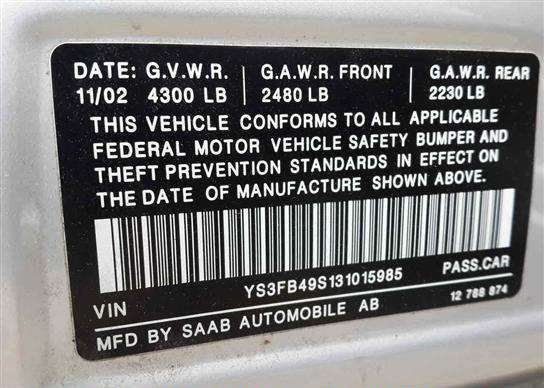 DATE: G.V.W.R. G.A.W.R. FRONT G.A.W.R. REAR
11/02 4300 LB 2480 LB 2230 LB
THIS VEHICLE CONFORMS TO ALL APPLICABLE
FEDERAL MOTOR VEHICLE SAFETY BUMPER AND
THEFT PREVENTION STANDARDS IN EFFECT ON
THE DATE OF MANUFACTURE SHOWN ABOVE.
YS3FB49S131015985 PASS.CAR
VIN
MFD BY SAAB AUTOMOBILE AB 12 788 874